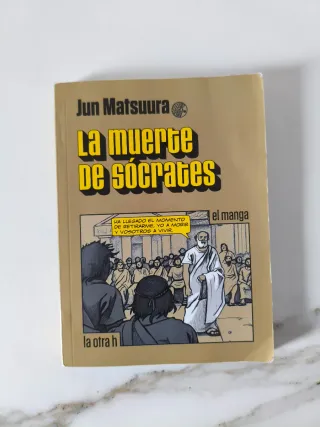 Jun Matsuura
La muerte
de sócrates
el manga
HA LLEGADO EL MOMENTO
DE RETIRARME, YO A MORIR
Y VOSOTROS A VIVIR.
la otra h